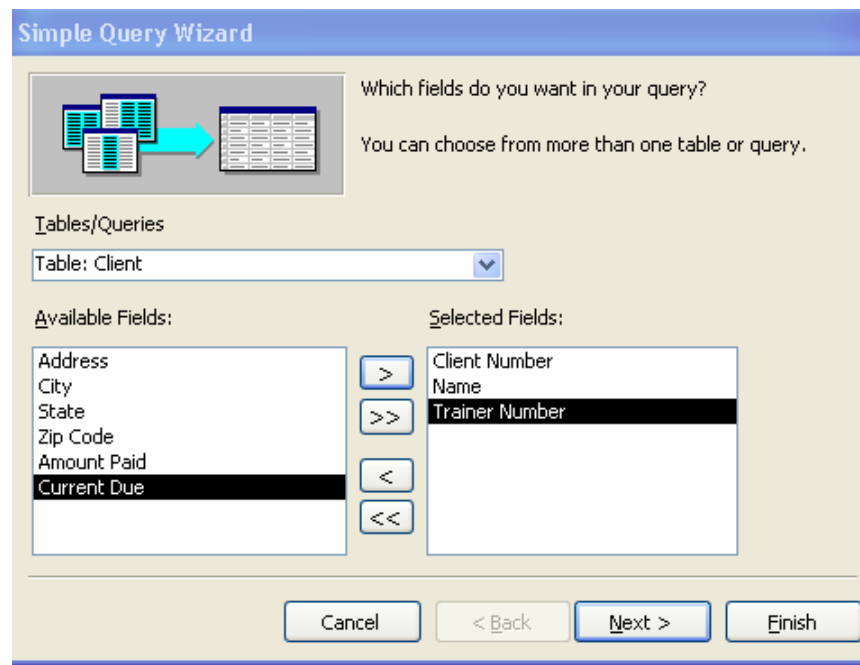 Simple Query Wizard
Which fields do you want in your query?
You can choose from more than one table or query.
Tables/Queries
Table: Client
Available Fields:
Selected Fields:
Address
City
State
Zip Code
Amount Paid
Current Due
>
>>
<
<<
Client Number
Name
Trainer Number
Cancel
< Back
Next >
Finish